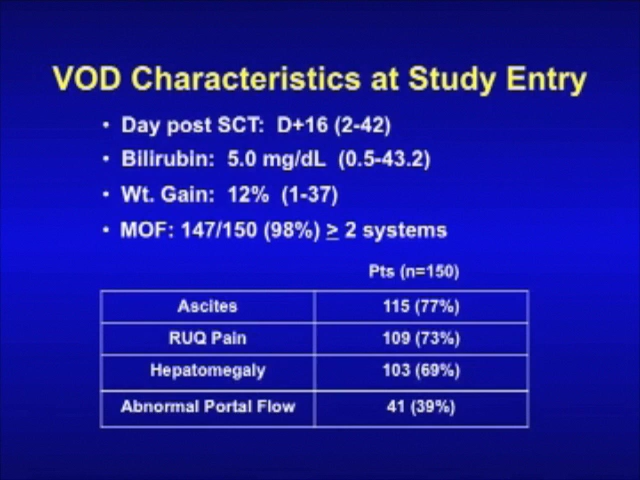 VOD Characteristics at Study Entry
• Day post SCT: D+16 (2-42)
• Bilirubin: 5.0 mg/dL (0.5-43.2)
• Wt. Gain: 12% (1-37)
• MOF: 147/150 (98%) ≥ 2 systems
Pts (n=150)
Ascites 115 (77%)
RUQ Pain 109 (73%)
Hepatomegaly 103 (69%)
Abnormal Portal Flow 41 (39%)